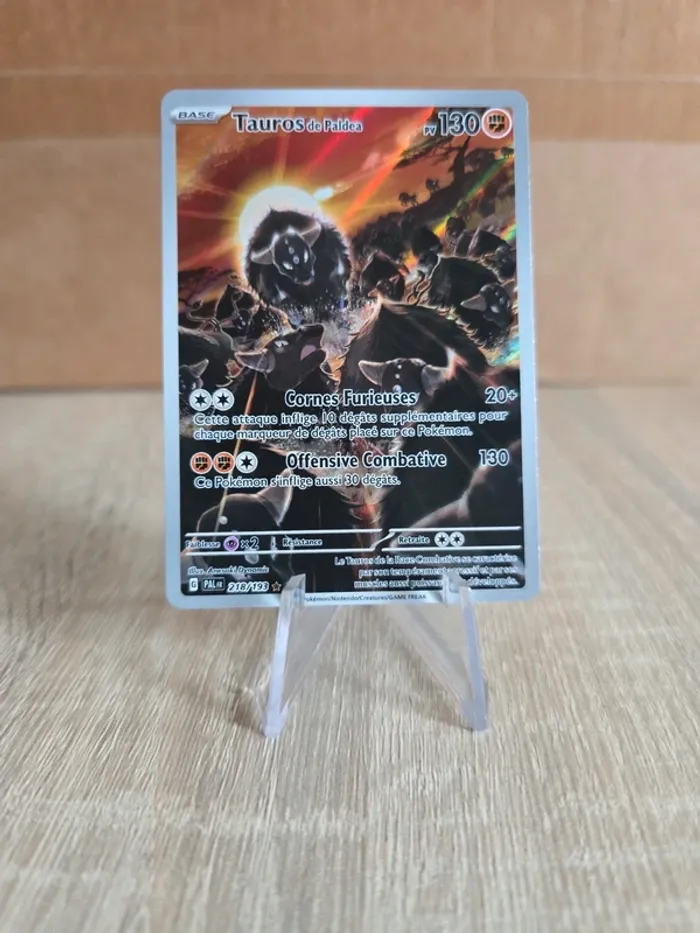 BASE Tauros de Paldea PV 130
Cornes Furieuses 20+
Cette attaque inflige 10 dégâts supplémentaires pour
chaque marqueur de dégâts placé sur ce Pokémon.
Offensive Combative 130
Ce Pokémon s'inflige aussi 30 dégâts.
Faiblesse ×2 Résistance Retraite
Le Tauros de la Race Combative se caractérise
par son tempérament agressif et par ses
muscles aussi puissants développés.
Illus. Anesaki Dynamic
G PAL FR 218/193
Pokémon/Nintendo/Creatures/GAME FREAK